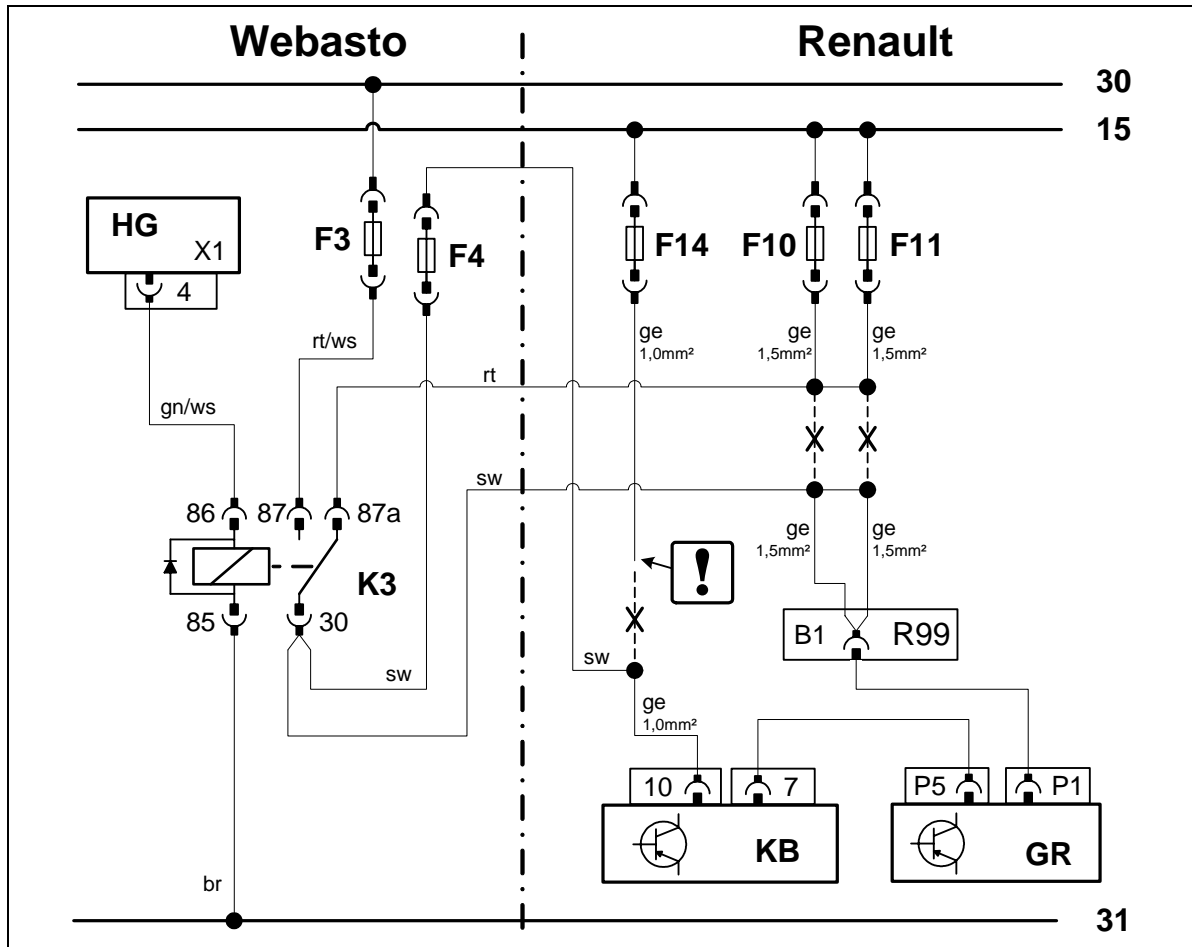 Webasto Renault
30
15
HG
X1
4
F3
F4
F14
F10
F11
rt/ws
ge
1,0mm²
ge
1,5mm²
ge
1,5mm²
rt
gn/ws
sw
86
87
87a
K3
85
30
ge
1,5mm²
ge
1,5mm²
!
B1 R99
sw
sw
ge
1,0mm²
10
7
P5
P1
KB
GR
br
31